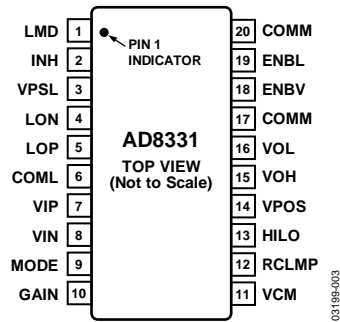 LMD 1
INH 2
VPSL 3
LON 4
LOP 5
COML 6
VIP 7
VIN 8
MODE 9
GAIN 10
PIN 1
INDICATOR
AD8331
TOP VIEW
(Not to Scale)
20 COMM
19 ENBL
18 ENBV
17 COMM
16 VOL
15 VOH
14 VPOS
13 HILO
12 RCLMP
11 VCM
03199-003